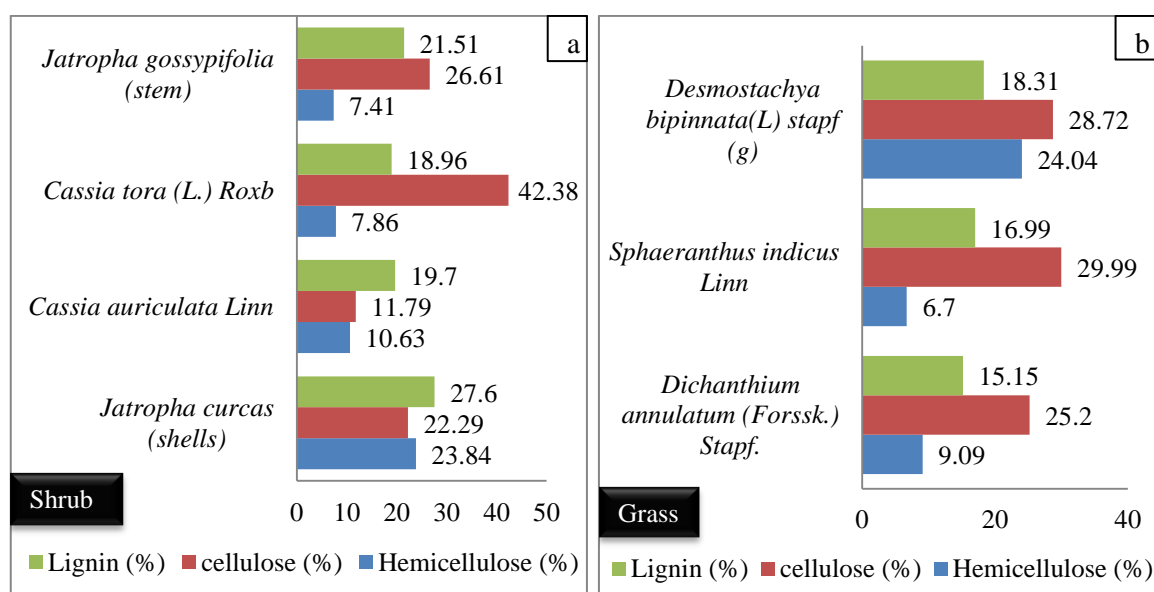 a
Jatropha gossypifolia
(stem)
21.51
26.61
7.41
Cassia tora (L.) Roxb
18.96
42.38
7.86
Cassia auriculata Linn
19.7
11.79
10.63
Jatropha curcas
(shells)
27.6
22.29
23.84
Shrub
0 10 20 30 40 50
Lignin (%) cellulose (%) Hemicellulose (%)
b
Desmostachya
bipinnata(L) stapf
(g)
18.31
28.72
24.04
Sphaeranthus indicus
Linn
16.99
29.99
6.7
Dichanthium
annulatum (Forssk.)
Stapf.
15.15
25.2
9.09
Grass
0 20 40
Lignin (%) cellulose (%) Hemicellulose (%)